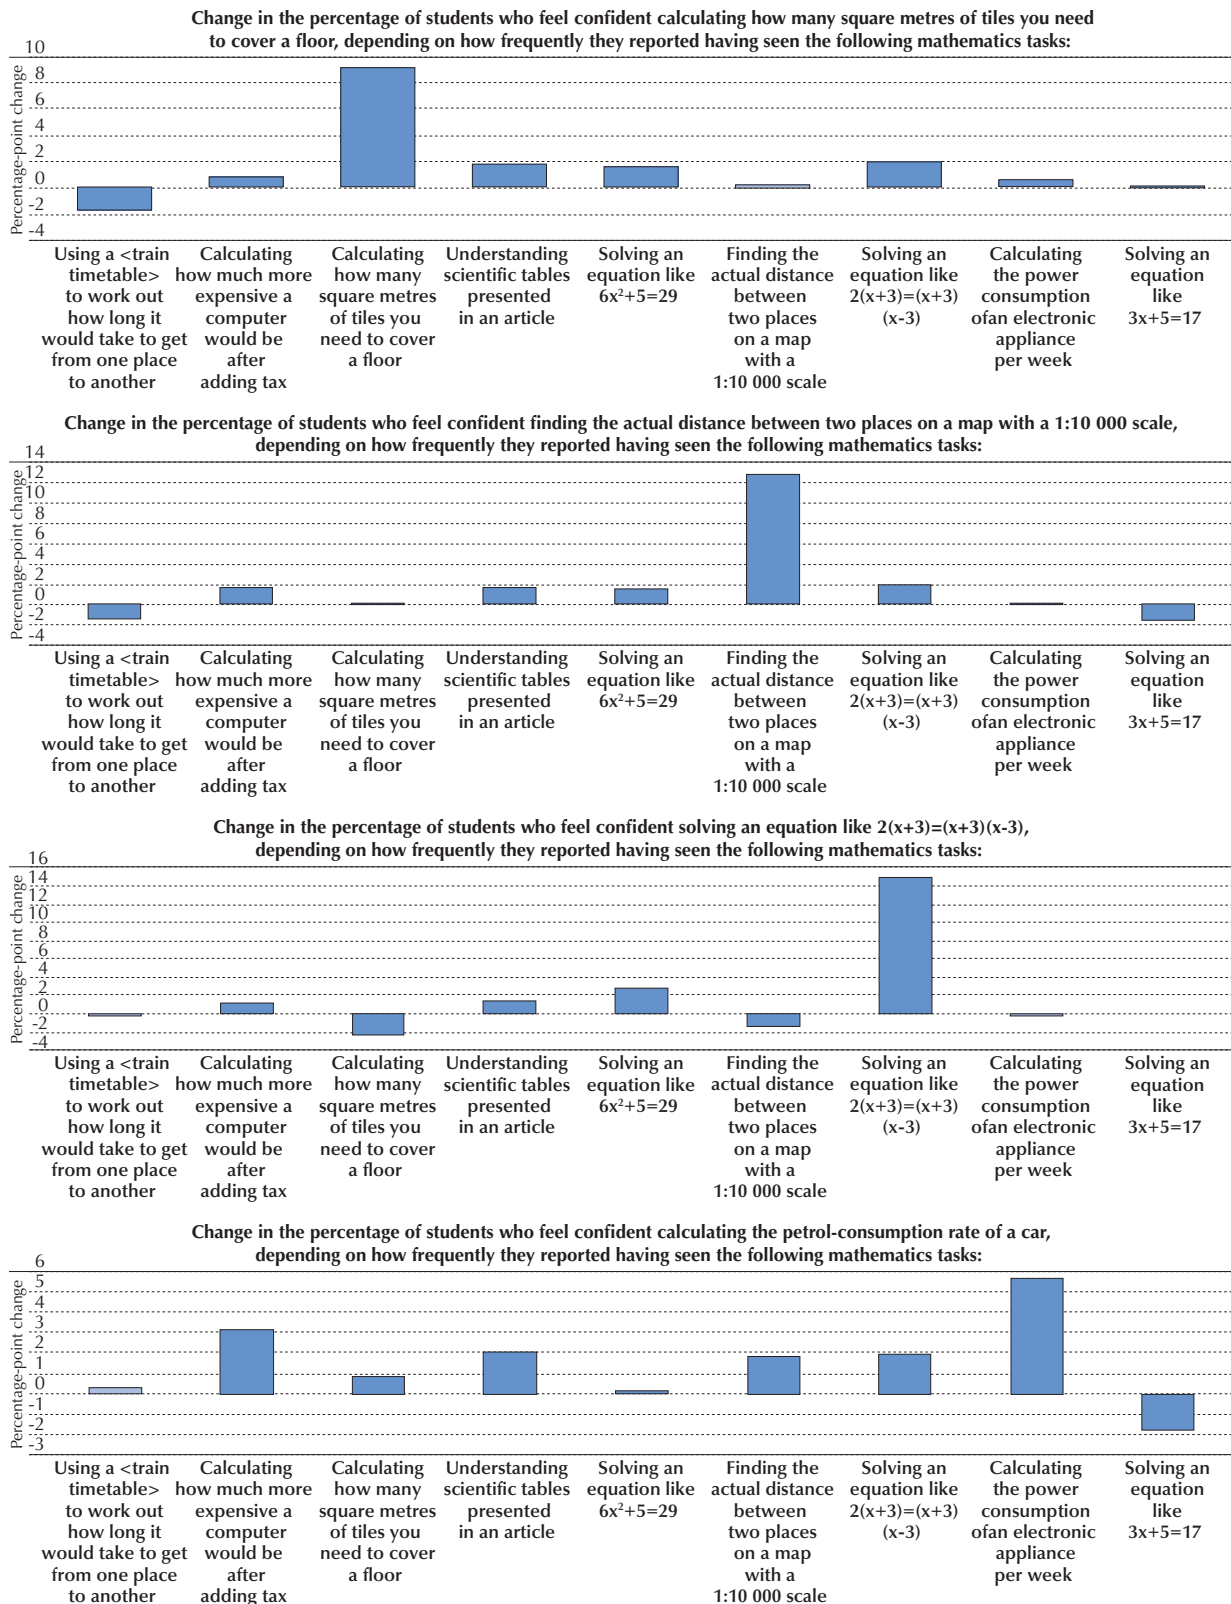 Change in the percentage of students who feel confident calculating how many square metres of tiles you need
to cover a floor, depending on how frequently they reported having seen the following mathematics tasks:
Percentage-point change
10
8
6
4
2
0
-2
-4
Using a <train
timetable>
to work out
how long it
would take to get
from one place
to another
Calculating
how much more
expensive a
computer
would be
after
adding tax
Calculating
how many
square metres
of tiles you
need to cover
a floor
Understanding
scientific tables
presented
in an article
Solving an
equation like
6x²+5=29
Finding the
actual distance
between
two places
on a map
with a
1:10 000 scale
Solving an
equation like
2(x+3)=(x+3)
(x-3)
Calculating
the power
consumption
ofan electronic
appliance
per week
Solving an
equation
like
3x+5=17
Change in the percentage of students who feel confident finding the actual distance between two places on a map with a 1:10 000 scale,
depending on how frequently they reported having seen the following mathematics tasks:
Percentage-point change
14
12
10
8
6
4
2
0
-2
-4
Using a <train
timetable>
to work out
how long it
would take to get
from one place
to another
Calculating
how much more
expensive a
computer
would be
after
adding tax
Calculating
how many
square metres
of tiles you
need to cover
a floor
Understanding
scientific tables
presented
in an article
Solving an
equation like
6x²+5=29
Finding the
actual distance
between
two places
on a map
with a
1:10 000 scale
Solving an
equation like
2(x+3)=(x+3)
(x-3)
Calculating
the power
consumption
ofan electronic
appliance
per week
Solving an
equation
like
3x+5=17
Change in the percentage of students who feel confident solving an equation like 2(x+3)=(x+3)(x-3),
depending on how frequently they reported having seen the following mathematics tasks:
Percentage-point change
16
14
12
10
8
6
4
2
0
-2
-4
Using a <train
timetable>
to work out
how long it
would take to get
from one place
to another
Calculating
how much more
expensive a
computer
would be
after
adding tax
Calculating
how many
square metres
of tiles you
need to cover
a floor
Understanding
scientific tables
presented
in an article
Solving an
equation like
6x²+5=29
Finding the
actual distance
between
two places
on a map
with a
1:10 000 scale
Solving an
equation like
2(x+3)=(x+3)
(x-3)
Calculating
the power
consumption
ofan electronic
appliance
per week
Solving an
equation
like
3x+5=17
Change in the percentage of students who feel confident calculating the petrol-consumption rate of a car,
depending on how frequently they reported having seen the following mathematics tasks:
Percentage-point change
6
5
4
3
2
1
0
-1
-2
-3
Using a <train
timetable>
to work out
how long it
would take to get
from one place
to another
Calculating
how much more
expensive a
computer
would be
after
adding tax
Calculating
how many
square metres
of tiles you
need to cover
a floor
Understanding
scientific tables
presented
in an article
Solving an
equation like
6x²+5=29
Finding the
actual distance
between
two places
on a map
with a
1:10 000 scale
Solving an
equation like
2(x+3)=(x+3)
(x-3)
Calculating
the power
consumption
ofan electronic
appliance
per week
Solving an
equation
like
3x+5=17